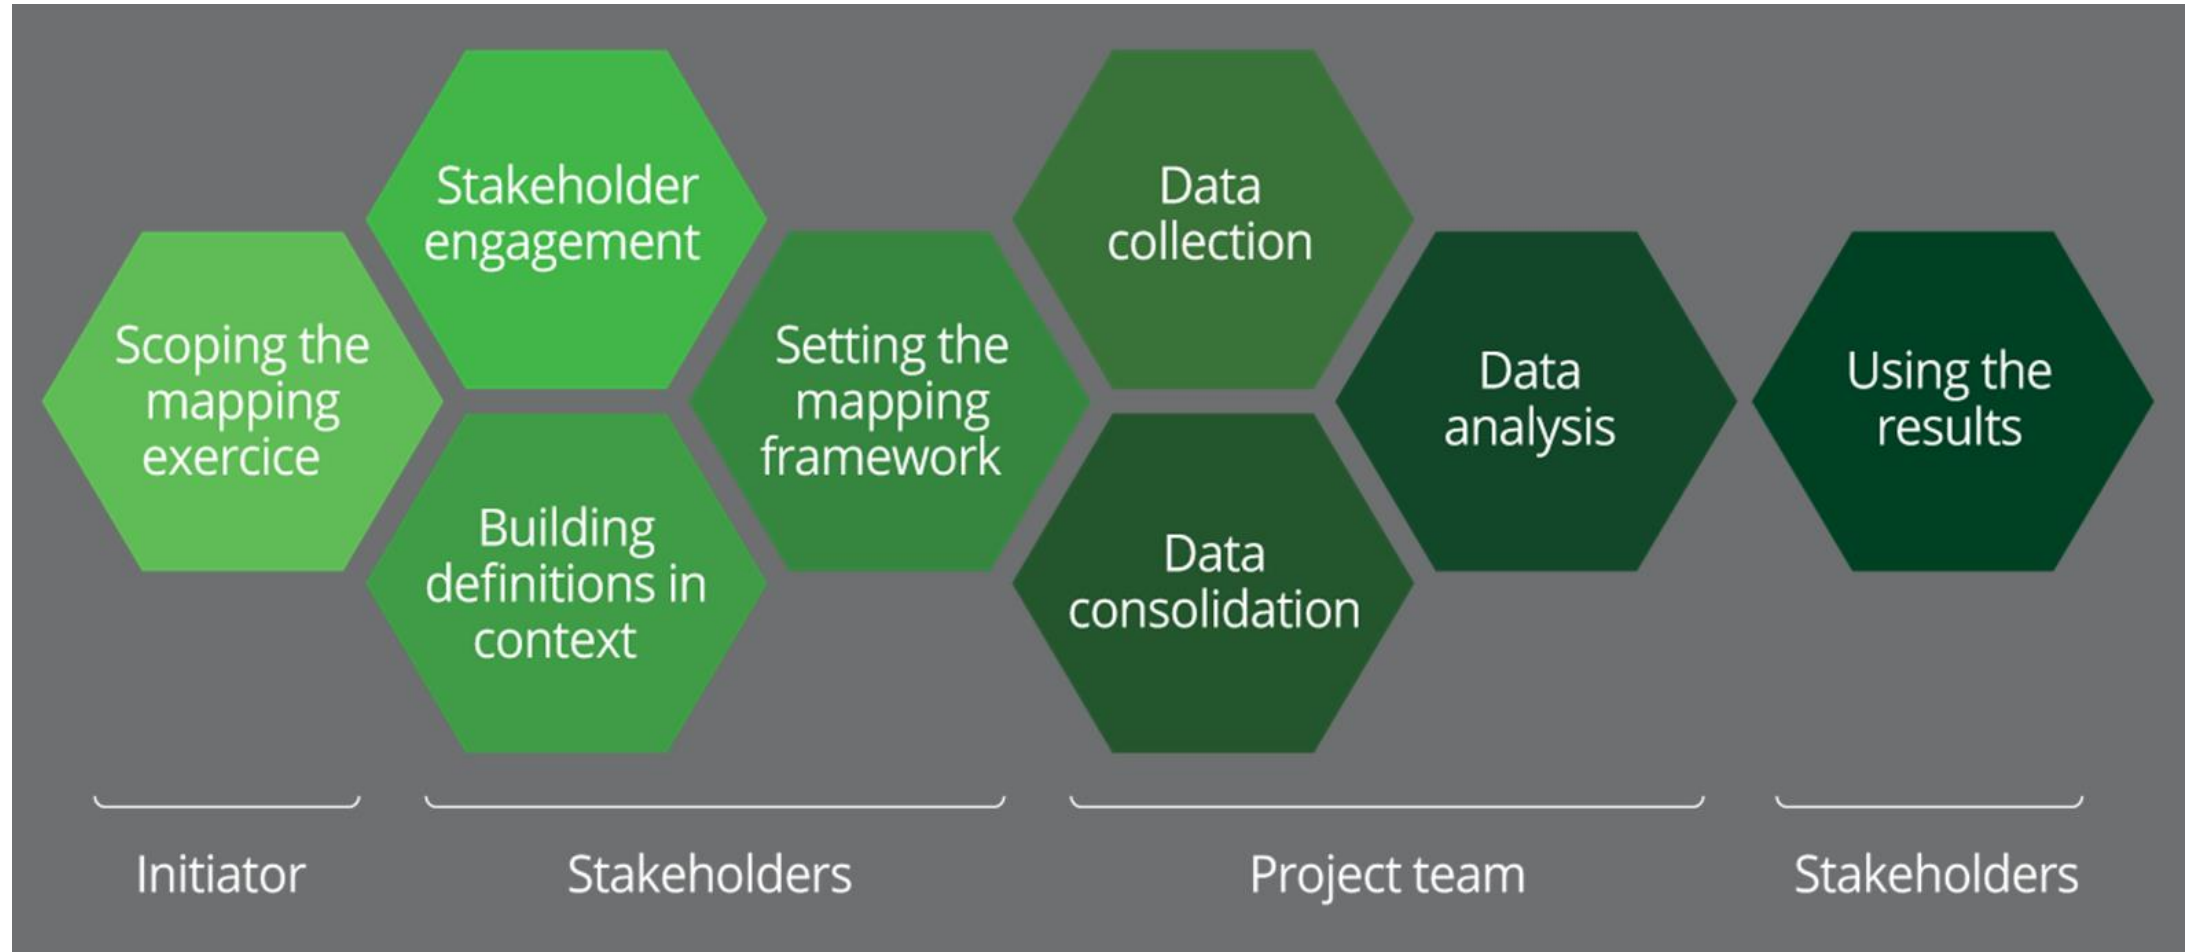 Scoping the
mapping
exercice
Stakeholder
engagement
Building
definitions in
context
Setting the
mapping
framework
Data
collection
Data
consolidation
Data
analysis
Using the
results
Initiator
Stakeholders
Project team
Stakeholders